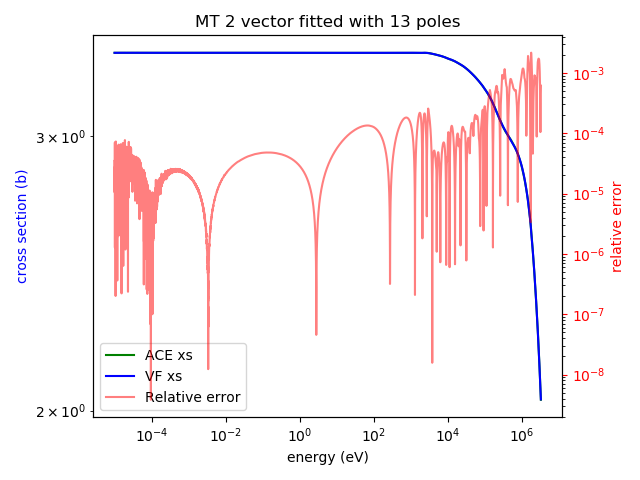 MT 2 vector fitted with 13 poles
cross section (b)
3 × 10⁰
2 × 10⁰
10⁻³
10⁻⁴
10⁻⁵
10⁻⁶
10⁻⁷
10⁻⁸
relative error
ACE xs
VF xs
Relative error
10⁻⁴ 10⁻² 10⁰ 10² 10⁴ 10⁶
energy (eV)